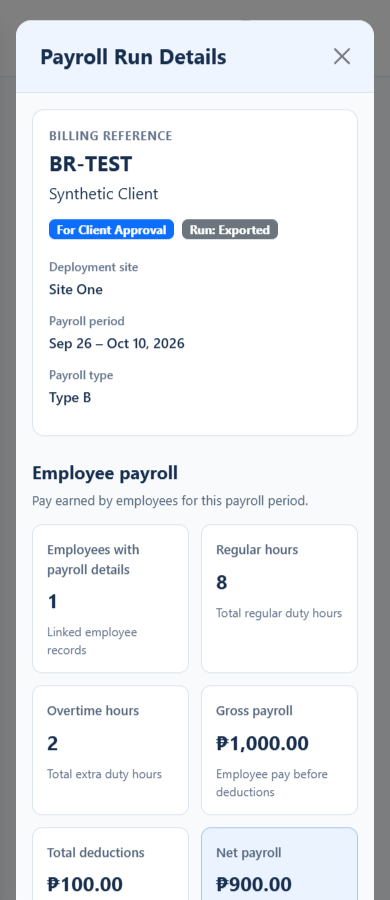 Payroll Run Details
BILLING REFERENCE
BR-TEST
Synthetic Client
For Client Approval
Run: Exported
Deployment site
Site One
Payroll period
Sep 26 – Oct 10, 2026
Payroll type
Type B
Employee payroll
Pay earned by employees for this payroll period.
Employees with
payroll details
1
Linked employee
records
Regular hours
8
Total regular duty hours
Overtime hours
2
Total extra duty hours
Gross payroll
₱1,000.00
Employee pay before
deductions
Total deductions
₱100.00
Net payroll
₱900.00